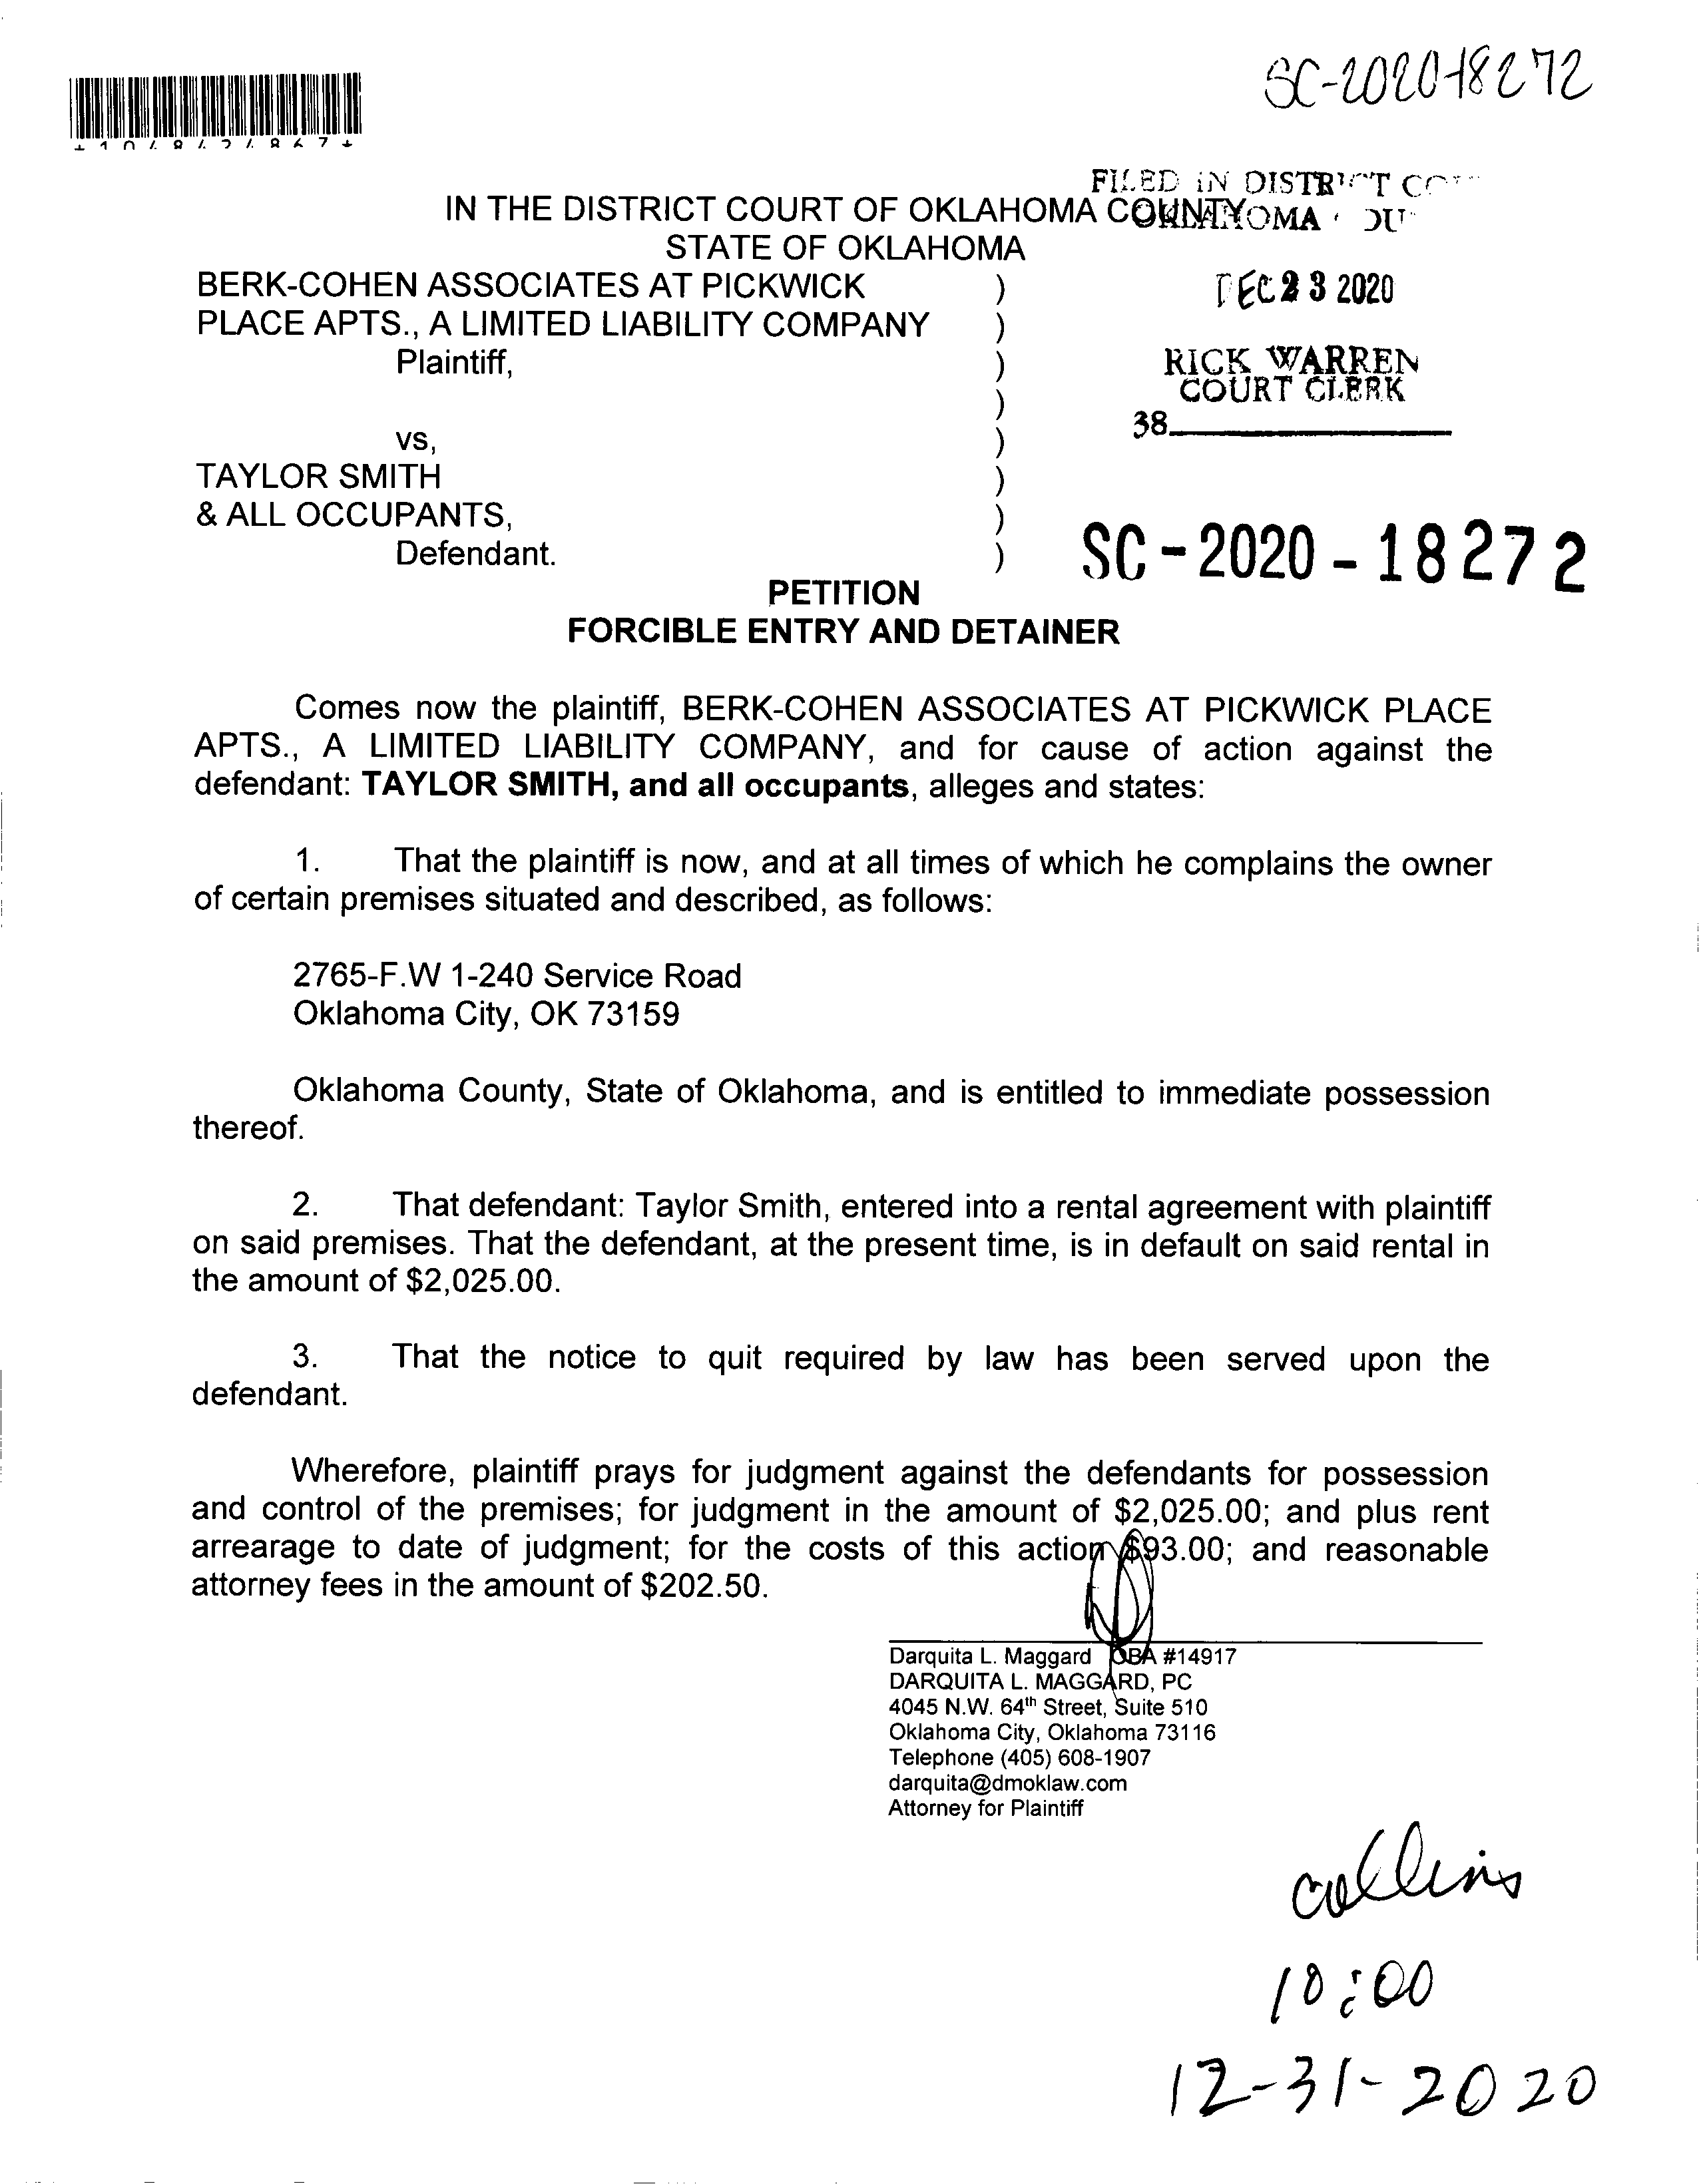 SC-2020-18272
FILED IN DISTRICT
IN THE DISTRICT COURT OF OKLAHOMA COUNTY
STATE OF OKLAHOMA
BERK-COHEN ASSOCIATES AT PICKWICK )
PLACE APTS., A LIMITED LIABILITY COMPANY )
Plaintiff, )
)
vs, )
TAYLOR SMITH )
& ALL OCCUPANTS, )
Defendant. )
DEC 23 2020
RICK WARREN
COURT CLERK
38
SC-2020-18272
PETITION
FORCIBLE ENTRY AND DETAINER
Comes now the plaintiff, BERK-COHEN ASSOCIATES AT PICKWICK PLACE
APTS., A LIMITED LIABILITY COMPANY, and for cause of action against the
defendant: TAYLOR SMITH, and all occupants, alleges and states:
1. That the plaintiff is now, and at all times of which he complains the owner
of certain premises situated and described, as follows:
2765-F.W 1-240 Service Road
Oklahoma City, OK 73159
Oklahoma County, State of Oklahoma, and is entitled to immediate possession
thereof.
2. That defendant: Taylor Smith, entered into a rental agreement with plaintiff
on said premises. That the defendant, at the present time, is in default on said rental in
the amount of $2,025.00.
3. That the notice to quit required by law has been served upon the
defendant.
Wherefore, plaintiff prays for judgment against the defendants for possession
and control of the premises; for judgment in the amount of $2,025.00; and plus rent
arrearage to date of judgment; for the costs of this action $93.00; and reasonable
attorney fees in the amount of $202.50.
Darquita L. Maggard OBA #14917
DARQUITA L. MAGGARD, PC
4045 N.W. 64th Street, Suite 510
Oklahoma City, Oklahoma 73116
Telephone (405) 608-1907
darquita@dmoklaw.com
Attorney for Plaintiff
collins
10:00
12-31-2020